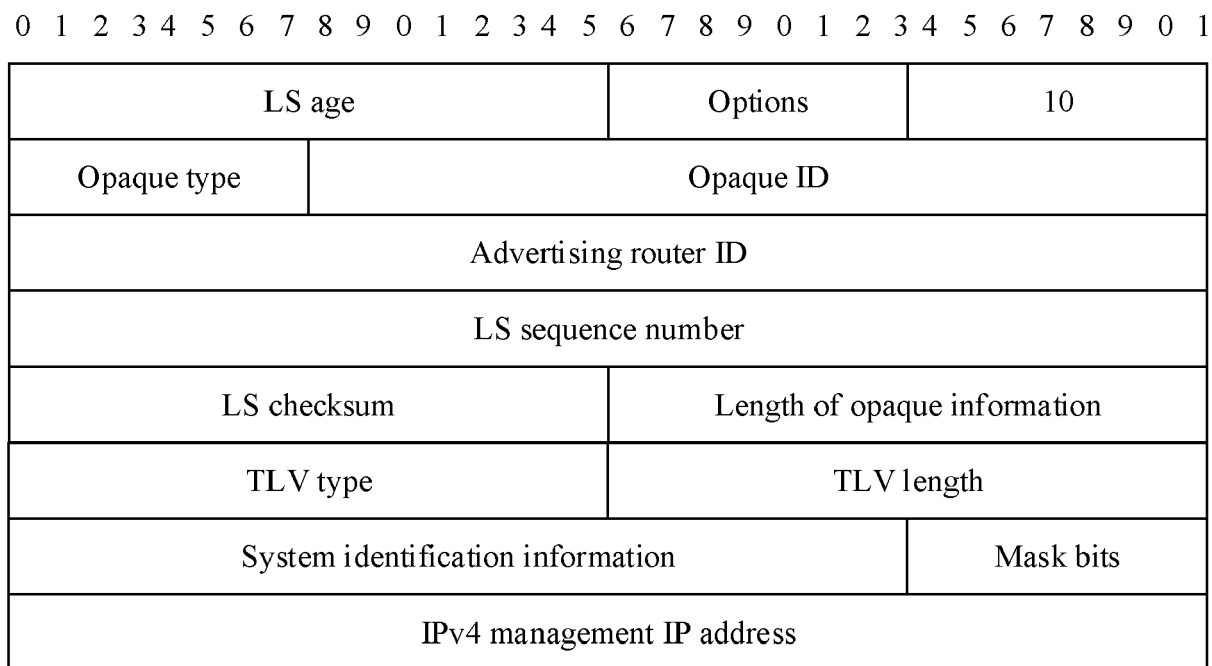 0 1 2 3 4 5 6 7 8 9 0 1 2 3 4 5 6 7 8 9 0 1 2 3 4 5 6 7 8 9 0 1
LS age Options 10
Opaque type Opaque ID
Advertising router ID
LS sequence number
LS checksum Length of opaque information
TLV type TLV length
System identification information Mask bits
IPv4 management IP address